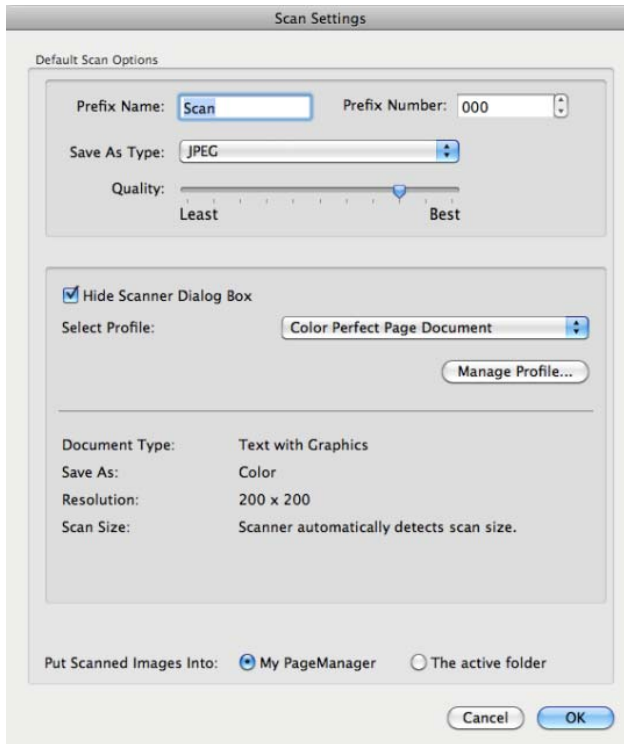 Scan Settings
Default Scan Options
Prefix Name: Scan Prefix Number: 000
Save As Type: JPEG
Quality:
Least Best
Hide Scanner Dialog Box
Select Profile: Color Perfect Page Document
Manage Profile...
Document Type: Text with Graphics
Save As: Color
Resolution: 200 x 200
Scan Size: Scanner automatically detects scan size.
Put Scanned Images Into: My PageManager The active folder
Cancel OK